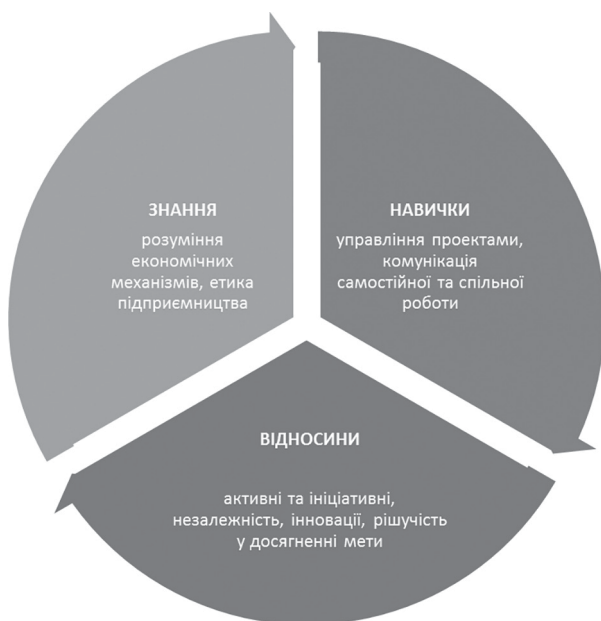 ЗНАННЯ
розуміння
економічних
механізмів, етика
підприємництва
НАВИЧКИ
управління проектами,
комунікація
самостійної та спільної
роботи
ВІДНОСИНИ
активні та ініціативні,
незалежність, інновації, рішучість
у досягненні мети